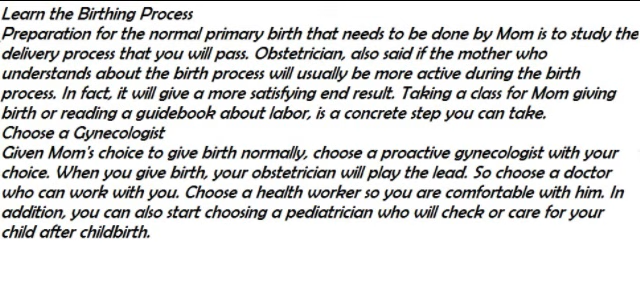 Learn the Birthing Process
Preparation for the normal primary birth that needs to be done by Mom is to study the
delivery process that you will pass. Obstetrician, also said if the mother who
understands about the birth process will usually be more active during the birth
process. In fact, it will give a more satisfying end result. Taking a class for Mom giving
birth or reading a guidebook about labor, is a concrete step you can take.
Choose a Gynecologist
Given Mom's choice to give birth normally, choose a proactive gynecologist with your
choice. When you give birth, your obstetrician will play the lead. So choose a doctor
who can work with you. Choose a health worker so you are comfortable with him. In
addition, you can also start choosing a pediatrician who will check or care for your
child after childbirth.